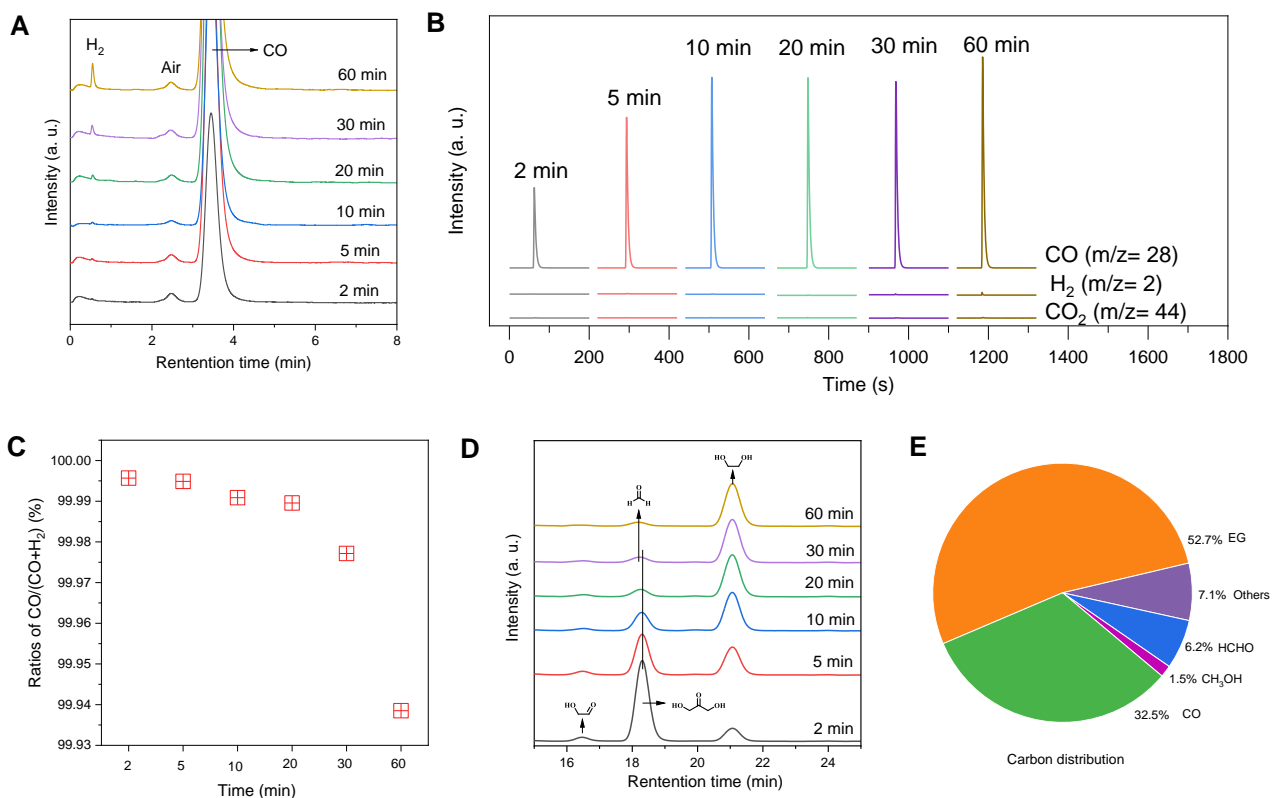 A
H2
Air
CO
60 min
30 min
20 min
10 min
5 min
2 min
Intensity (a. u.)
0 2 4 6 8
Rentention time (min)
B
2 min
5 min
10 min
20 min
30 min
60 min
CO (m/z= 28)
H2 (m/z= 2)
CO2 (m/z= 44)
Intensity (a. u.)
0 200 400 600 800 1000 1200 1400 1600 1800
Time (s)
C
100.00
99.99
99.98
99.97
99.96
99.95
99.94
99.93
Ratios of CO/(CO+H2) (%)
2 5 10 20 30 60
Time (min)
D
HO OH
O
H H
60 min
30 min
20 min
10 min
5 min
2 min
HO O
HO O OH
Intensity (a. u.)
16 18 20 22 24
Rentention time (min)
E
52.7% EG
7.1% Others
6.2% HCHO
1.5% CH3OH
32.5% CO
Carbon distribution